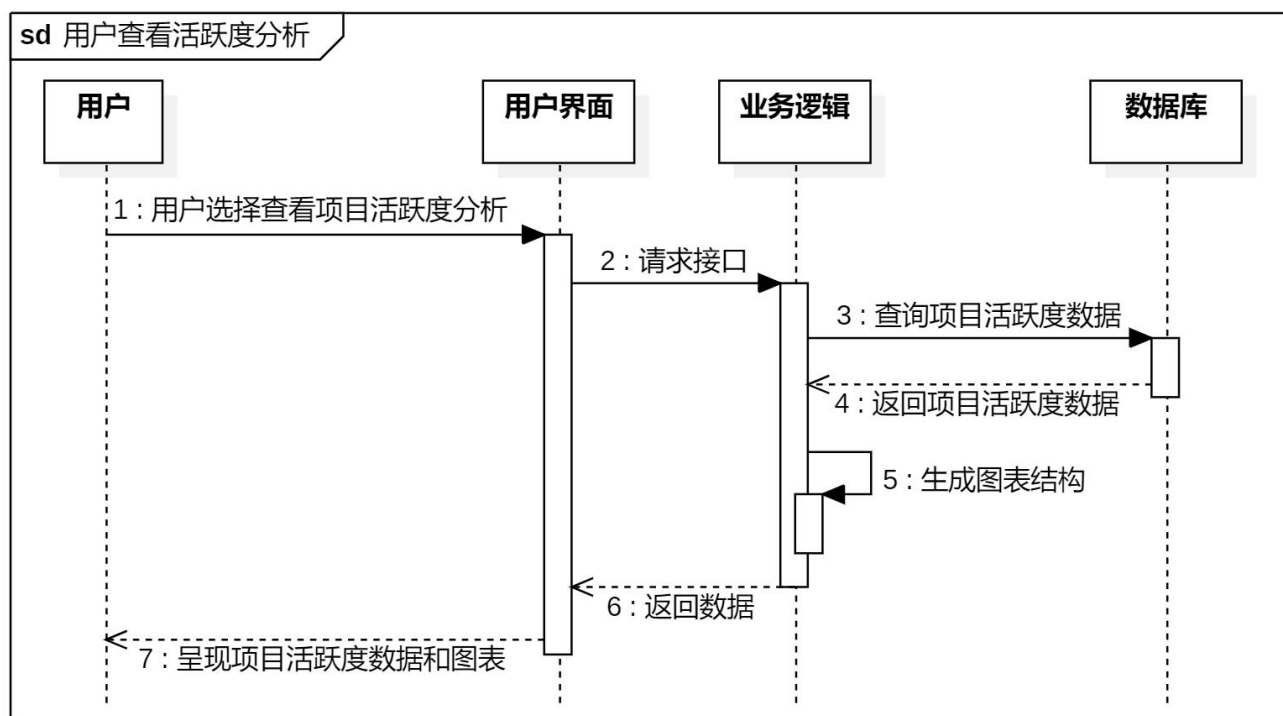 sd 用户查看活跃度分析
用户
用户界面
业务逻辑
数据库
1 : 用户选择查看项目活跃度分析
2 : 请求接口
3 : 查询项目活跃度数据
4 : 返回项目活跃度数据
5 : 生成图表结构
6 : 返回数据
7 : 呈现项目活跃度数据和图表